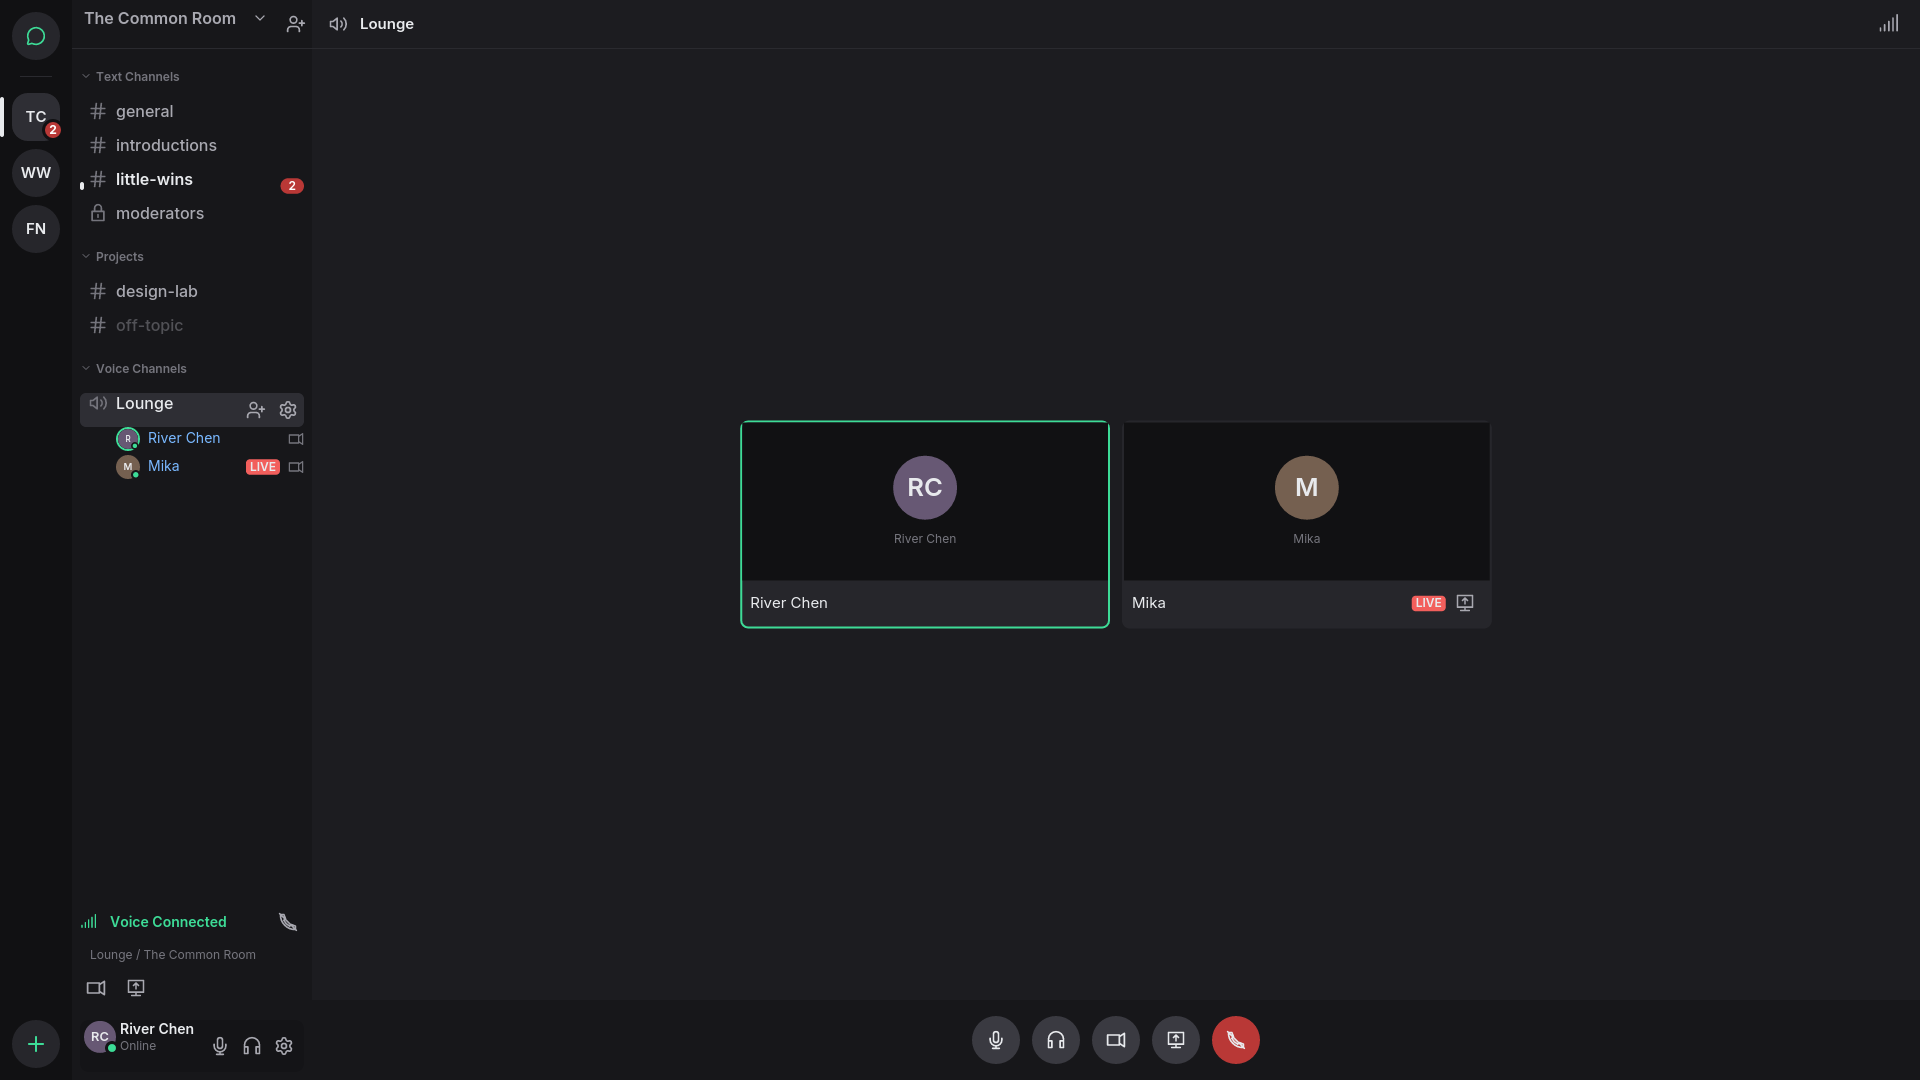 The Common Room
Lounge
TC
2
WW
FN
Text Channels
general
introductions
little-wins
2
moderators
Projects
design-lab
off-topic
Voice Channels
Lounge
R
River Chen
M
Mika
LIVE
RC
River Chen
River Chen
M
Mika
Mika
LIVE
Voice Connected
Lounge / The Common Room
RC
River Chen
Online